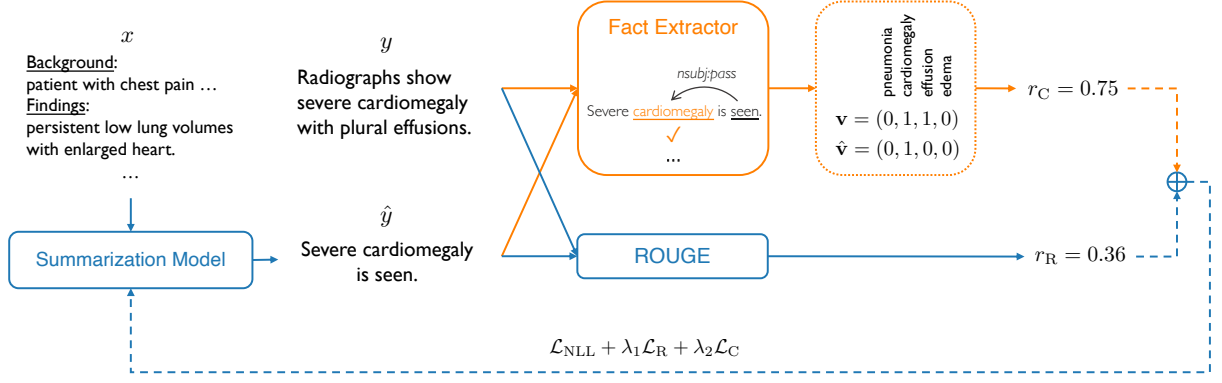 x
Background:
patient with chest pain ...
Findings:
persistent low lung volumes
with enlarged heart.
...
Summarization Model
y
Radiographs show
severe cardiomegaly
with plural effusions.
ŷ
Severe cardiomegaly
is seen.
Fact Extractor
nsubj:pass
Severe cardiomegaly is seen.
✓
...
ROUGE
pneumonia
cardiomegaly
effusion
edema
v = (0, 1, 1, 0)
v̂ = (0, 1, 0, 0)
r_C = 0.75
r_R = 0.36
ℒ_NLL + λ₁ℒ_R + λ₂ℒ_C